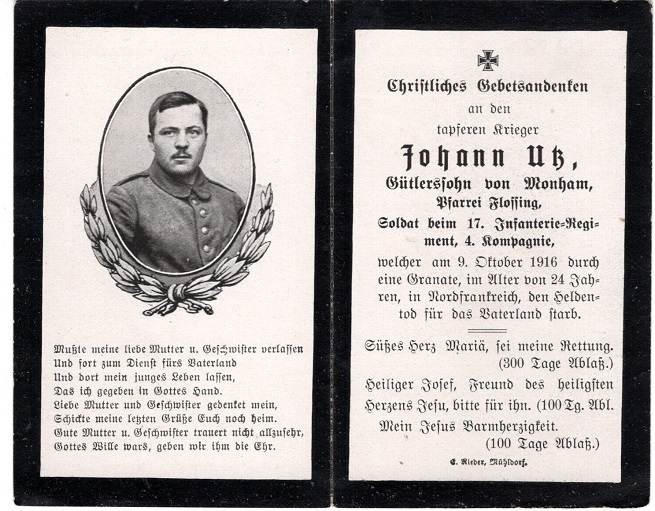 Mußte meine liebe Mutter u. Geschwister verlassen
Und fort zum Dienst fürs Vaterland
Und dort mein junges Leben lassen,
Das ich gegeben in Gottes Hand.
Liebe Mutter und Geschwister gedenket mein,
Schickte meine letzten Grüße Euch noch heim.
Gute Mutter u. Geschwister trauert nicht allzusehr,
Gottes Wille wars, geben wir ihm die Ehr.
Christliches Gebetsandenken
an den
tapferen Krieger
Johann Utz,
Gütlerssohn von Monham,
Pfarrei Flossing,
Soldat beim 17. Infanterie-Regi-
ment, 4. Kompagnie,
welcher am 9. Oktober 1916 durch
eine Granate, im Alter von 24 Jah-
ren, in Nordfrankreich, den Helden-
tod für das Vaterland starb.
Süßes Herz Mariä, sei meine Rettung.
(300 Tage Ablaß.)
Heiliger Josef, Freund des heiligsten
Herzens Jesu, bitte für ihn. (100 Tg. Abl.
Mein Jesus Barmherzigkeit.
(100 Tage Ablaß.)
E. Rieder, Mühldorf.